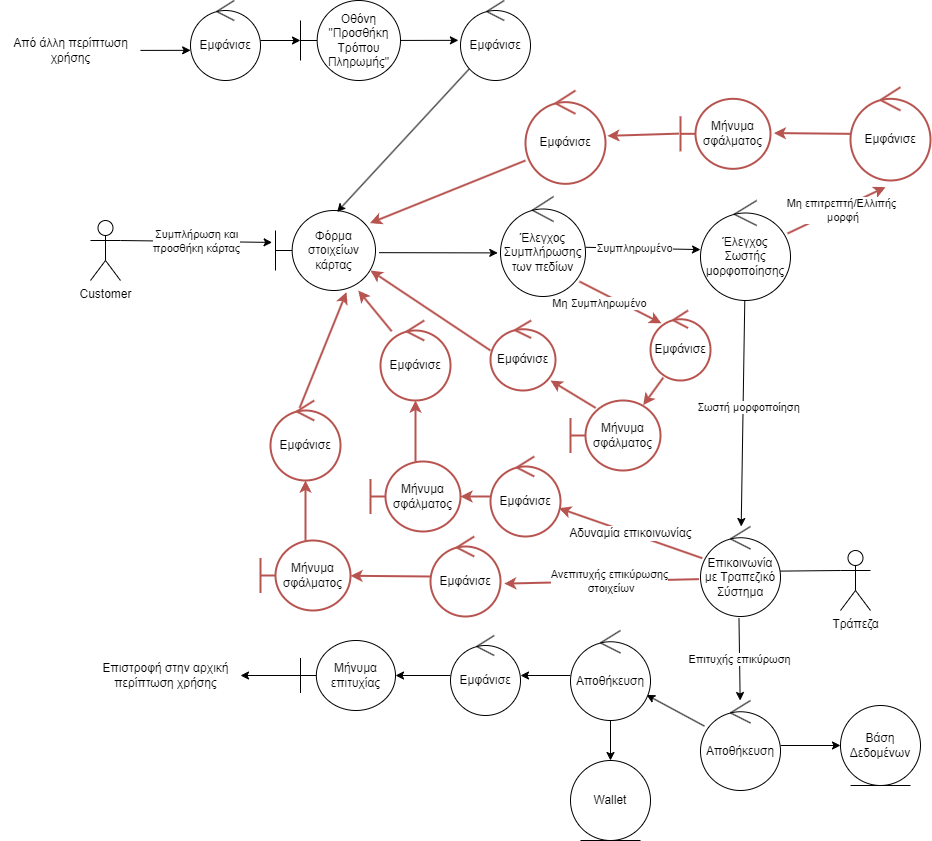 Από άλλη περίπτωση
χρήσης
Εμφάνισε
Οθόνη
"Προσθήκη
Τρόπου
Πληρωμής"
Εμφάνισε
Εμφάνισε
Μήνυμα
σφάλματος
Εμφάνισε
Μη επιτρεπτή/Ελλιπής
μορφή
Customer
Συμπλήρωση και
προσθήκη κάρτας
Φόρμα
στοιχείων
κάρτας
Έλεγχος
Συμπλήρωσης
των πεδίων
Συμπληρωμένο
Έλεγχος
Σωστής
μορφοποίησης
Μη Συμπληρωμένο
Εμφάνισε
Εμφάνισε
Εμφάνισε
Μήνυμα
σφάλματος
Σωστή μορφοποίηση
Εμφάνισε
Μήνυμα
σφάλματος
Εμφάνισε
Αδυναμία επικοινωνίας
Μήνυμα
σφάλματος
Εμφάνισε
Ανεπιτυχής επικύρωσης
στοιχείων
Επικοινωνία
με Τραπεζικό
Σύστημα
Τράπεζα
Επιτυχής επικύρωση
Επιστροφή στην αρχική
περίπτωση χρήσης
Μήνυμα
επιτυχίας
Εμφάνισε
Αποθήκευση
Αποθήκευση
Βάση
Δεδομένων
Wallet